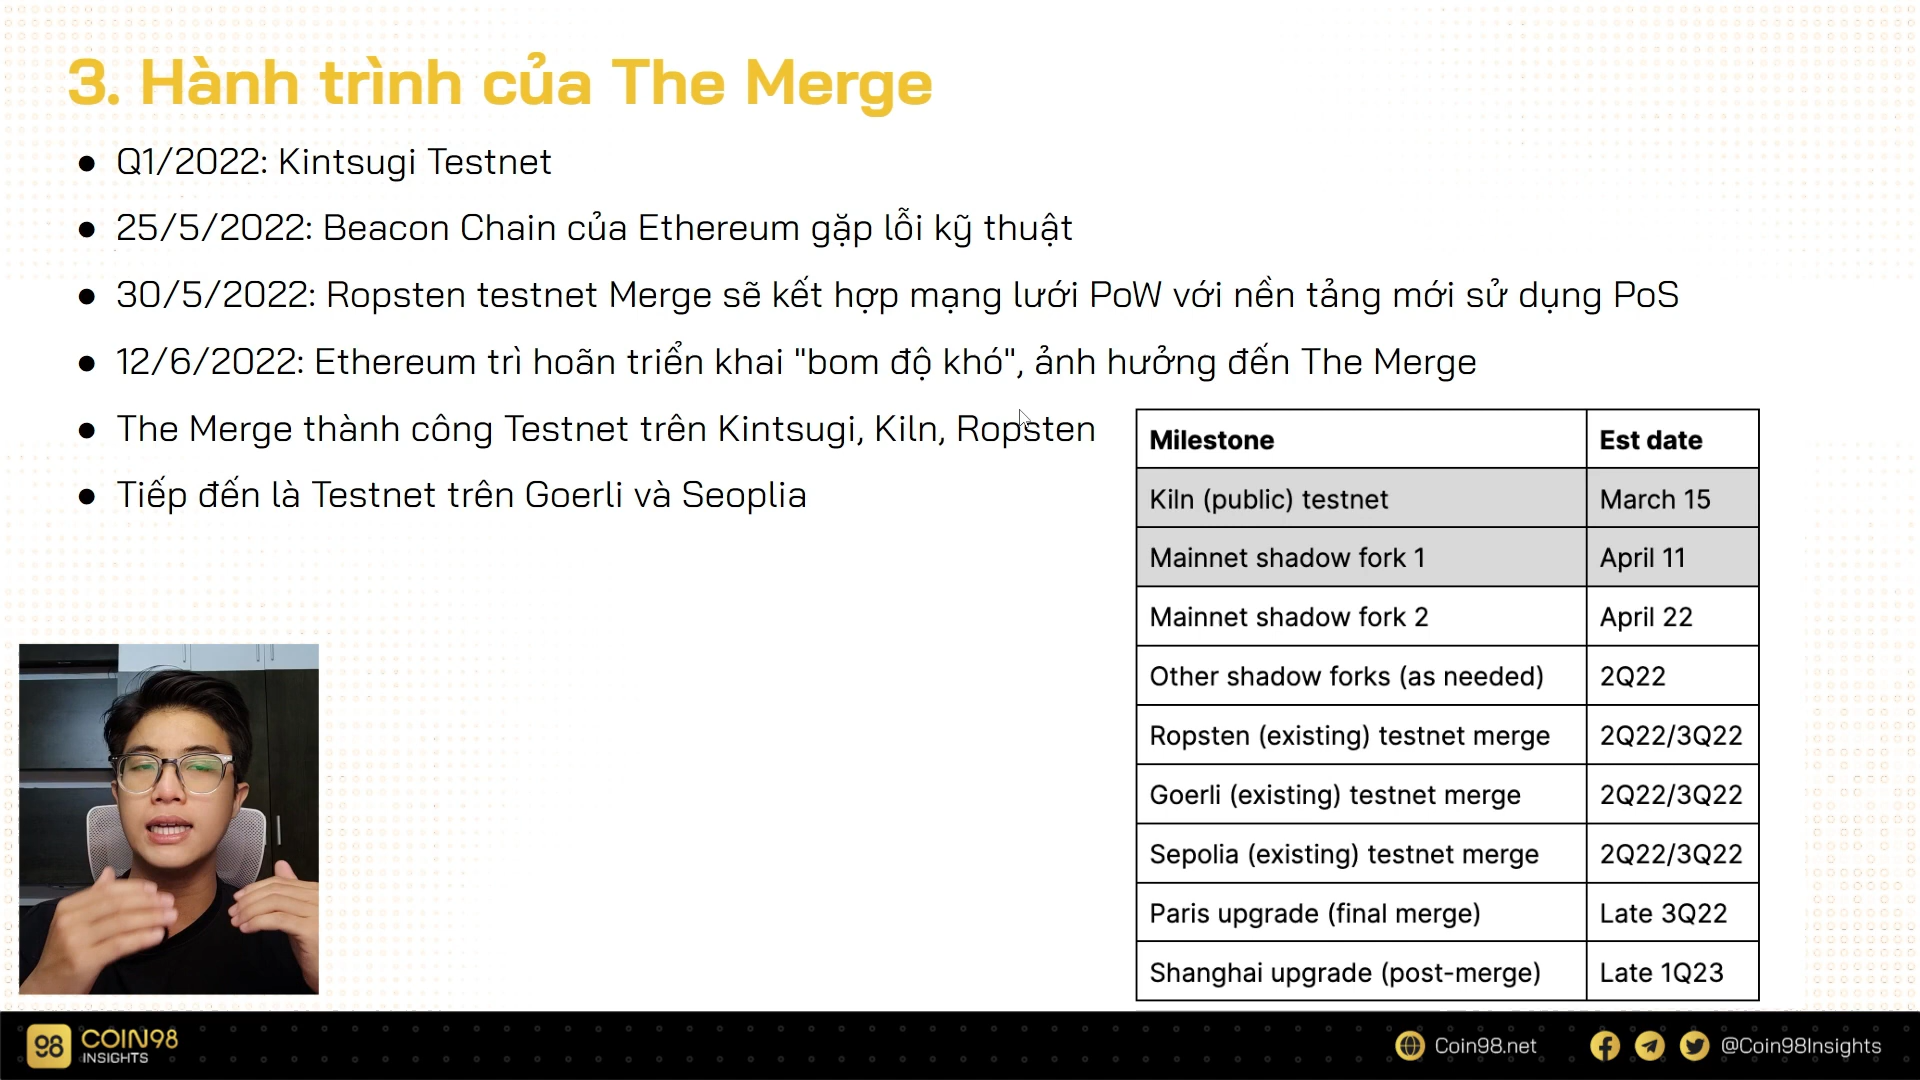 3. Hành trình của The Merge
● Q1/2022: Kintsugi Testnet
● 25/5/2022: Beacon Chain của Ethereum gặp lỗi kỹ thuật
● 30/5/2022: Ropsten testnet Merge sẽ kết hợp mạng lưới PoW với nền tảng mới sử dụng PoS
● 12/6/2022: Ethereum trì hoãn triển khai "bom độ khó", ảnh hưởng đến The Merge
● The Merge thành công Testnet trên Kintsugi, Kiln, Ropsten
● Tiếp đến là Testnet trên Goerli và Seoplia
Milestone Est date
Kiln (public) testnet March 15
Mainnet shadow fork 1 April 11
Mainnet shadow fork 2 April 22
Other shadow forks (as needed) 2Q22
Ropsten (existing) testnet merge 2Q22/3Q22
Goerli (existing) testnet merge 2Q22/3Q22
Sepolia (existing) testnet merge 2Q22/3Q22
Paris upgrade (final merge) Late 3Q22
Shanghai upgrade (post-merge) Late 1Q23
98 COIN98
INSIGHTS
Coin98.net @Coin98Insights